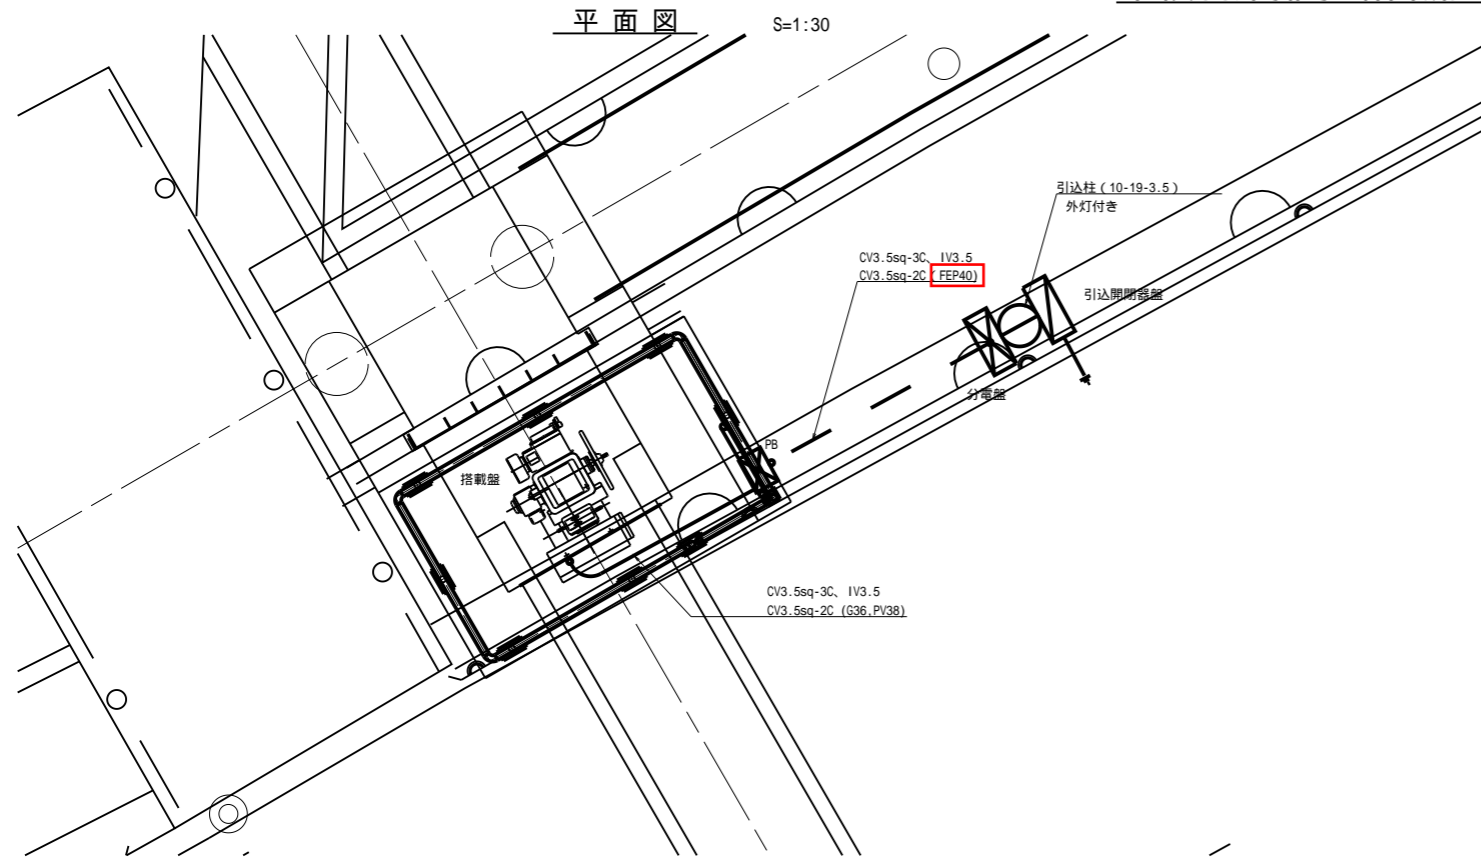 平面図 S=1:30
引込柱(10-19-3.5)
外灯付き
CV3.5sq-3C、IV3.5
CV3.5sq-2C(FEP40)
引込開閉器盤
分電盤
PB
搭載盤
CV3.5sq-3C、IV3.5
CV3.5sq-2C (G36,PV38)